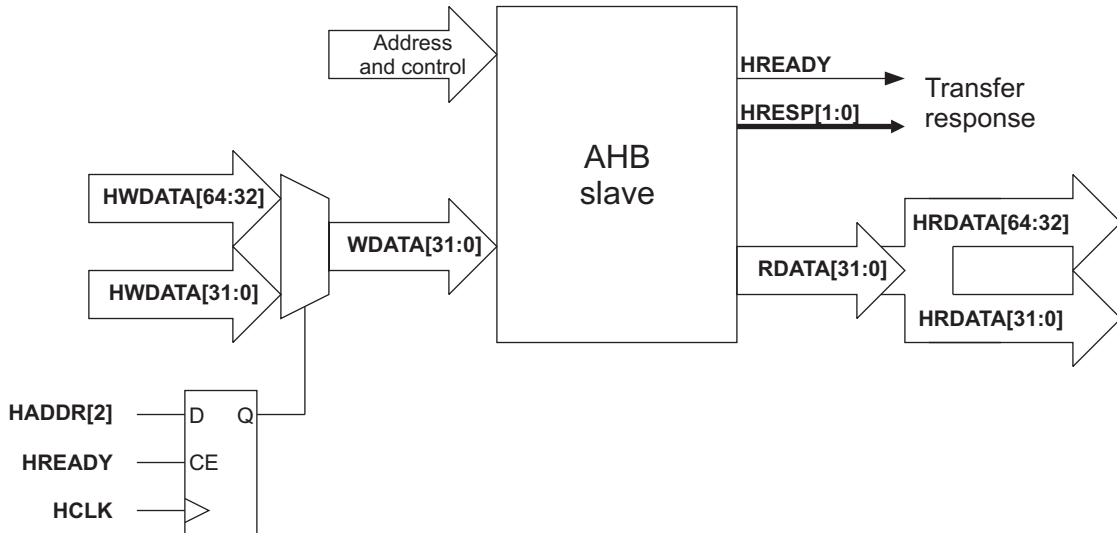 Address
and control
HREADY
HRESP[1:0]
Transfer
response
AHB
slave
HWDATA[64:32]
HWDATA[31:0]
WDATA[31:0]
RDATA[31:0]
HRDATA[64:32]
HRDATA[31:0]
HADDR[2]
D
Q
HREADY
CE
HCLK